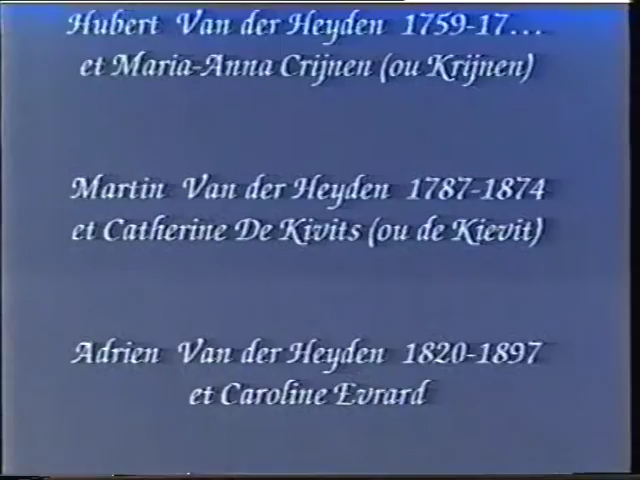 Hubert Van der Heyden 1759-17...
et Maria-Anna Crijnen (ou Krijnen)
Martin Van der Heyden 1787-1874
et Catherine De Kivits (ou de Kievit)
Adrien Van der Heyden 1820-1897
et Caroline Evrard